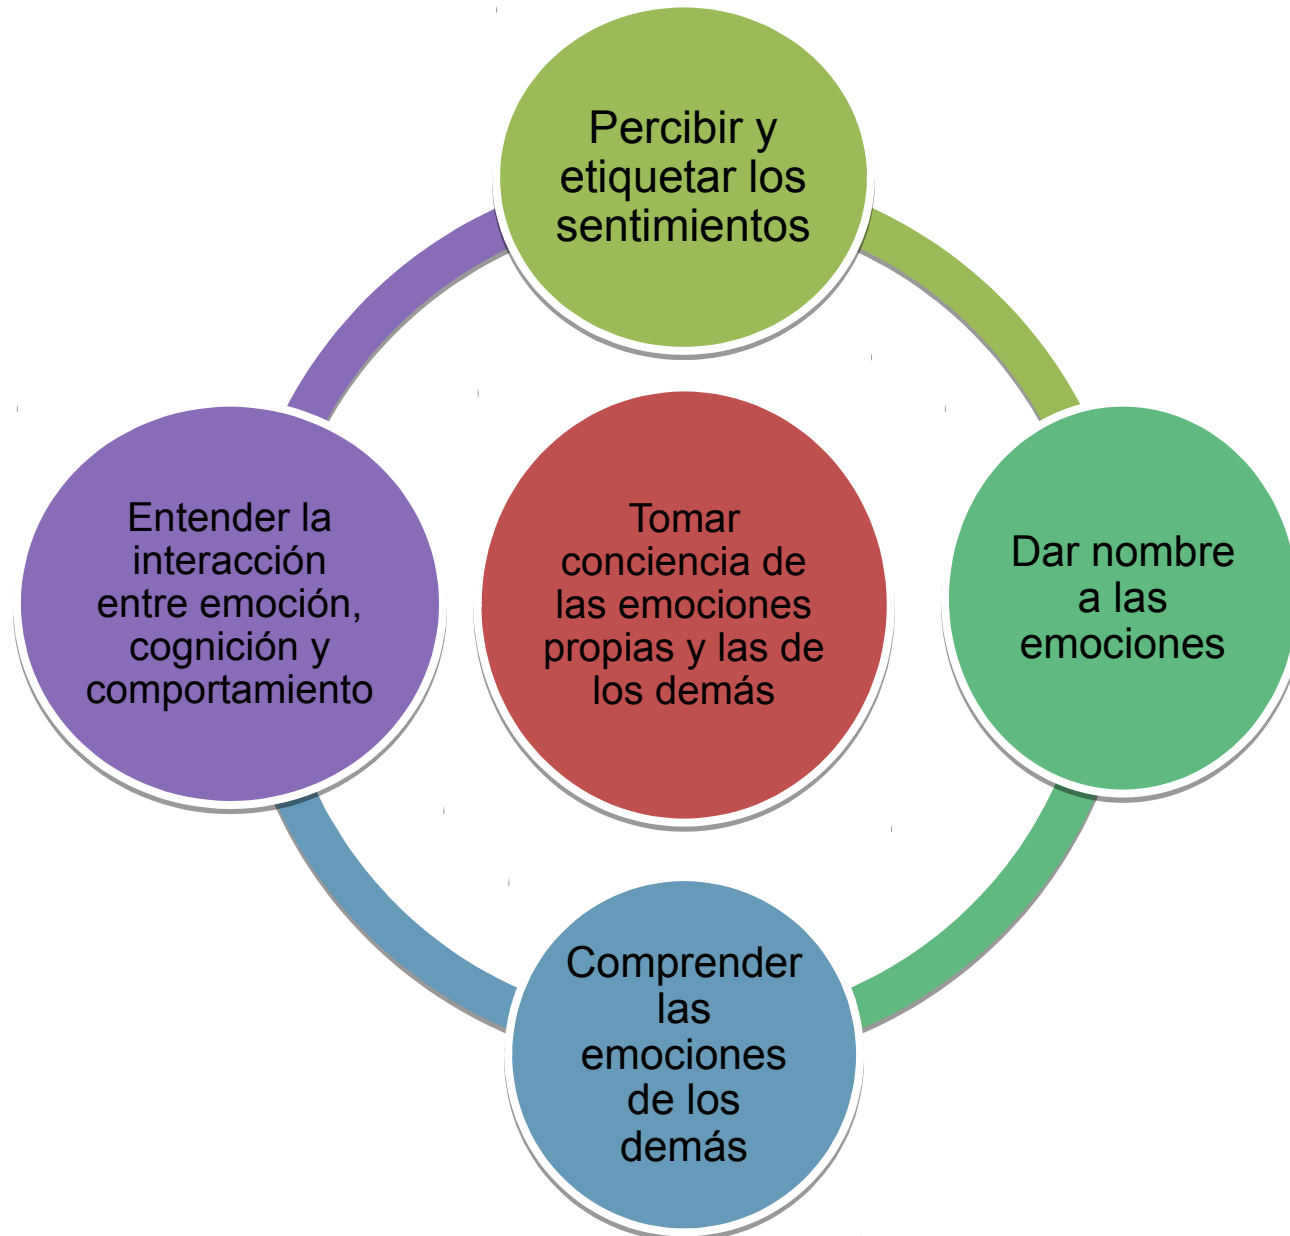 Percibir y
etiquetar los
sentimientos
Entender la
interacción
entre emoción,
cognición y
comportamiento
Tomar
conciencia de
las emociones
propias y las de
los demás
Dar nombre
a las
emociones
Comprender
las
emociones
de los
demás